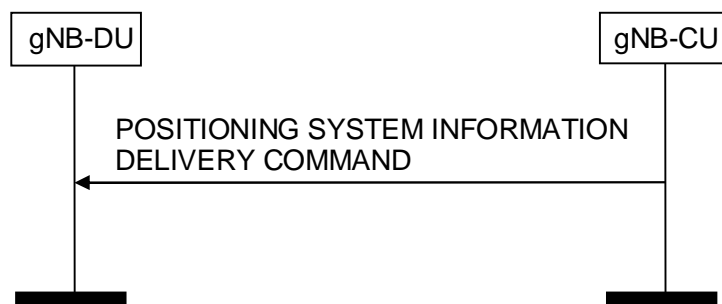 gNB-DU
gNB-CU
POSITIONING SYSTEM INFORMATION
DELIVERY COMMAND